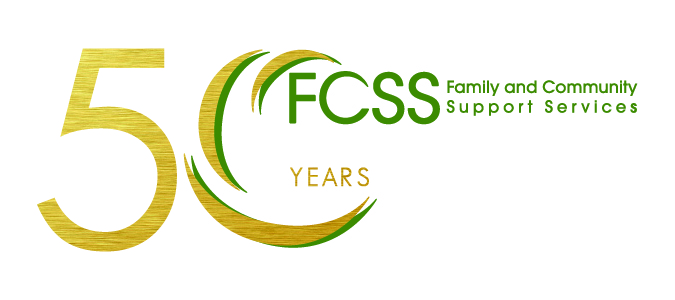 50
FCSS
Family and Community
Support Services
YEARS